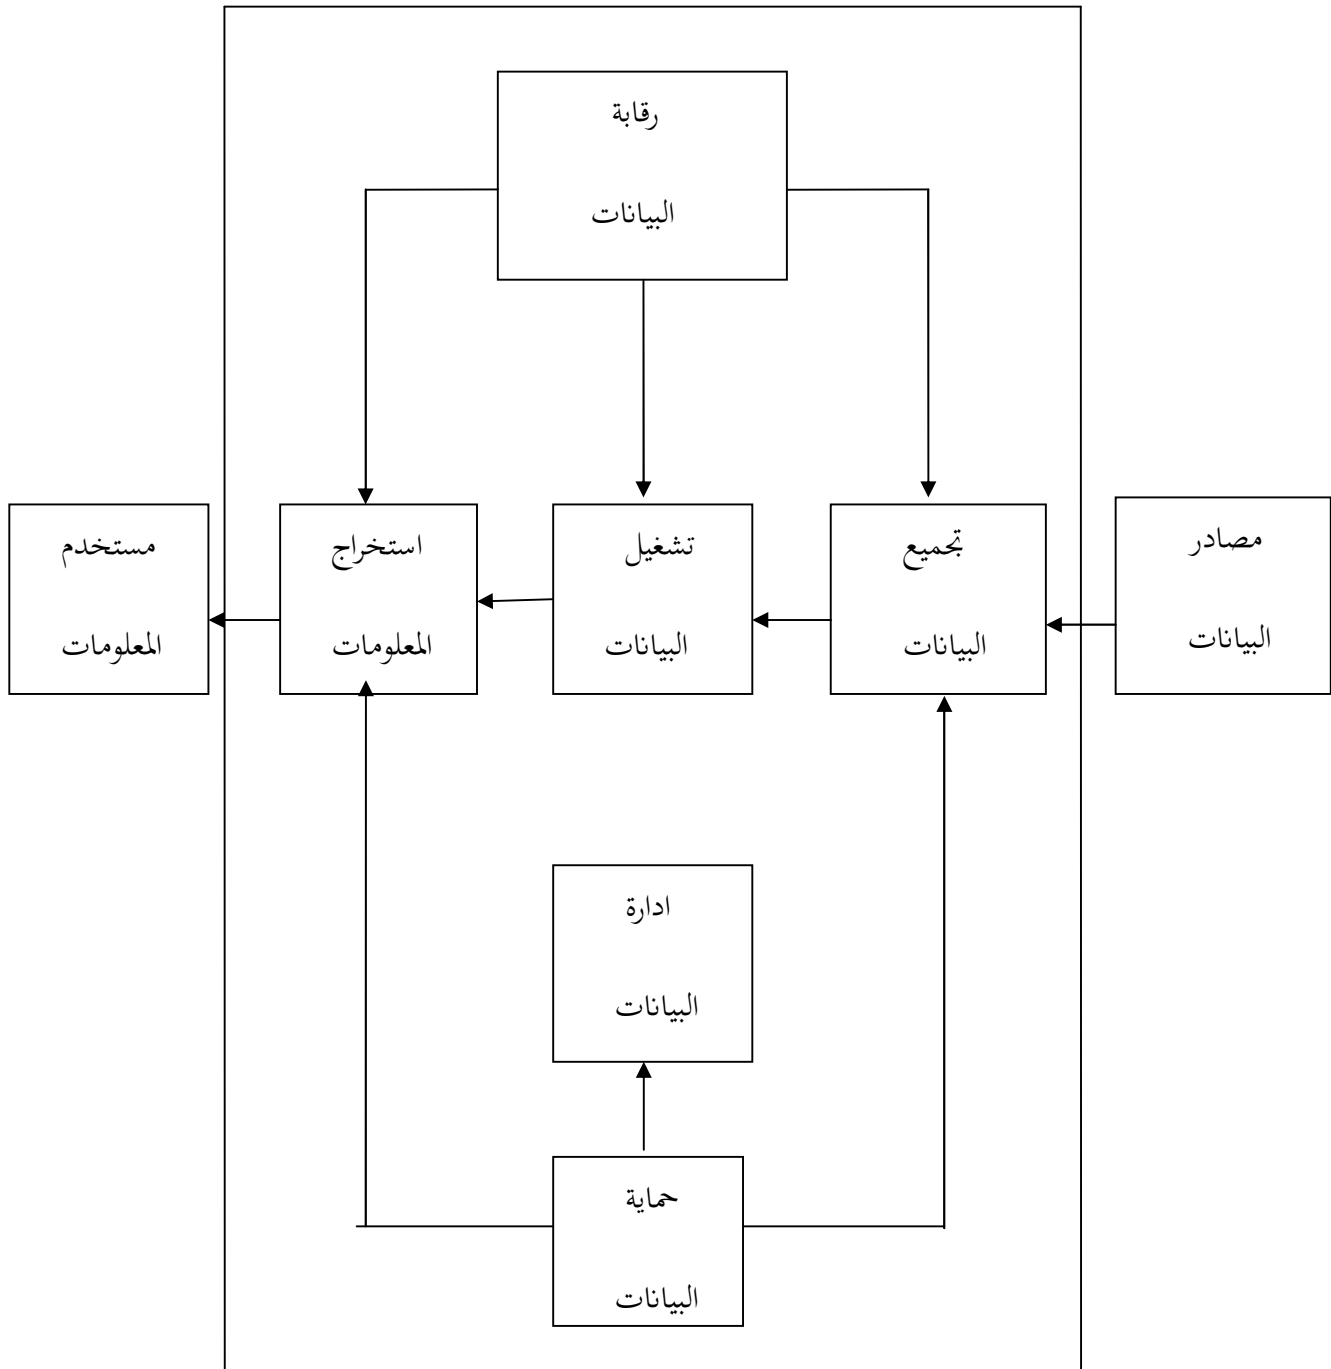 رقابة
البيانات
مصادر
البيانات
تجميع
البيانات
تشغيل
البيانات
استخراج
المعلومات
مستخدم
المعلومات
ادارة
البيانات
حماية
البيانات